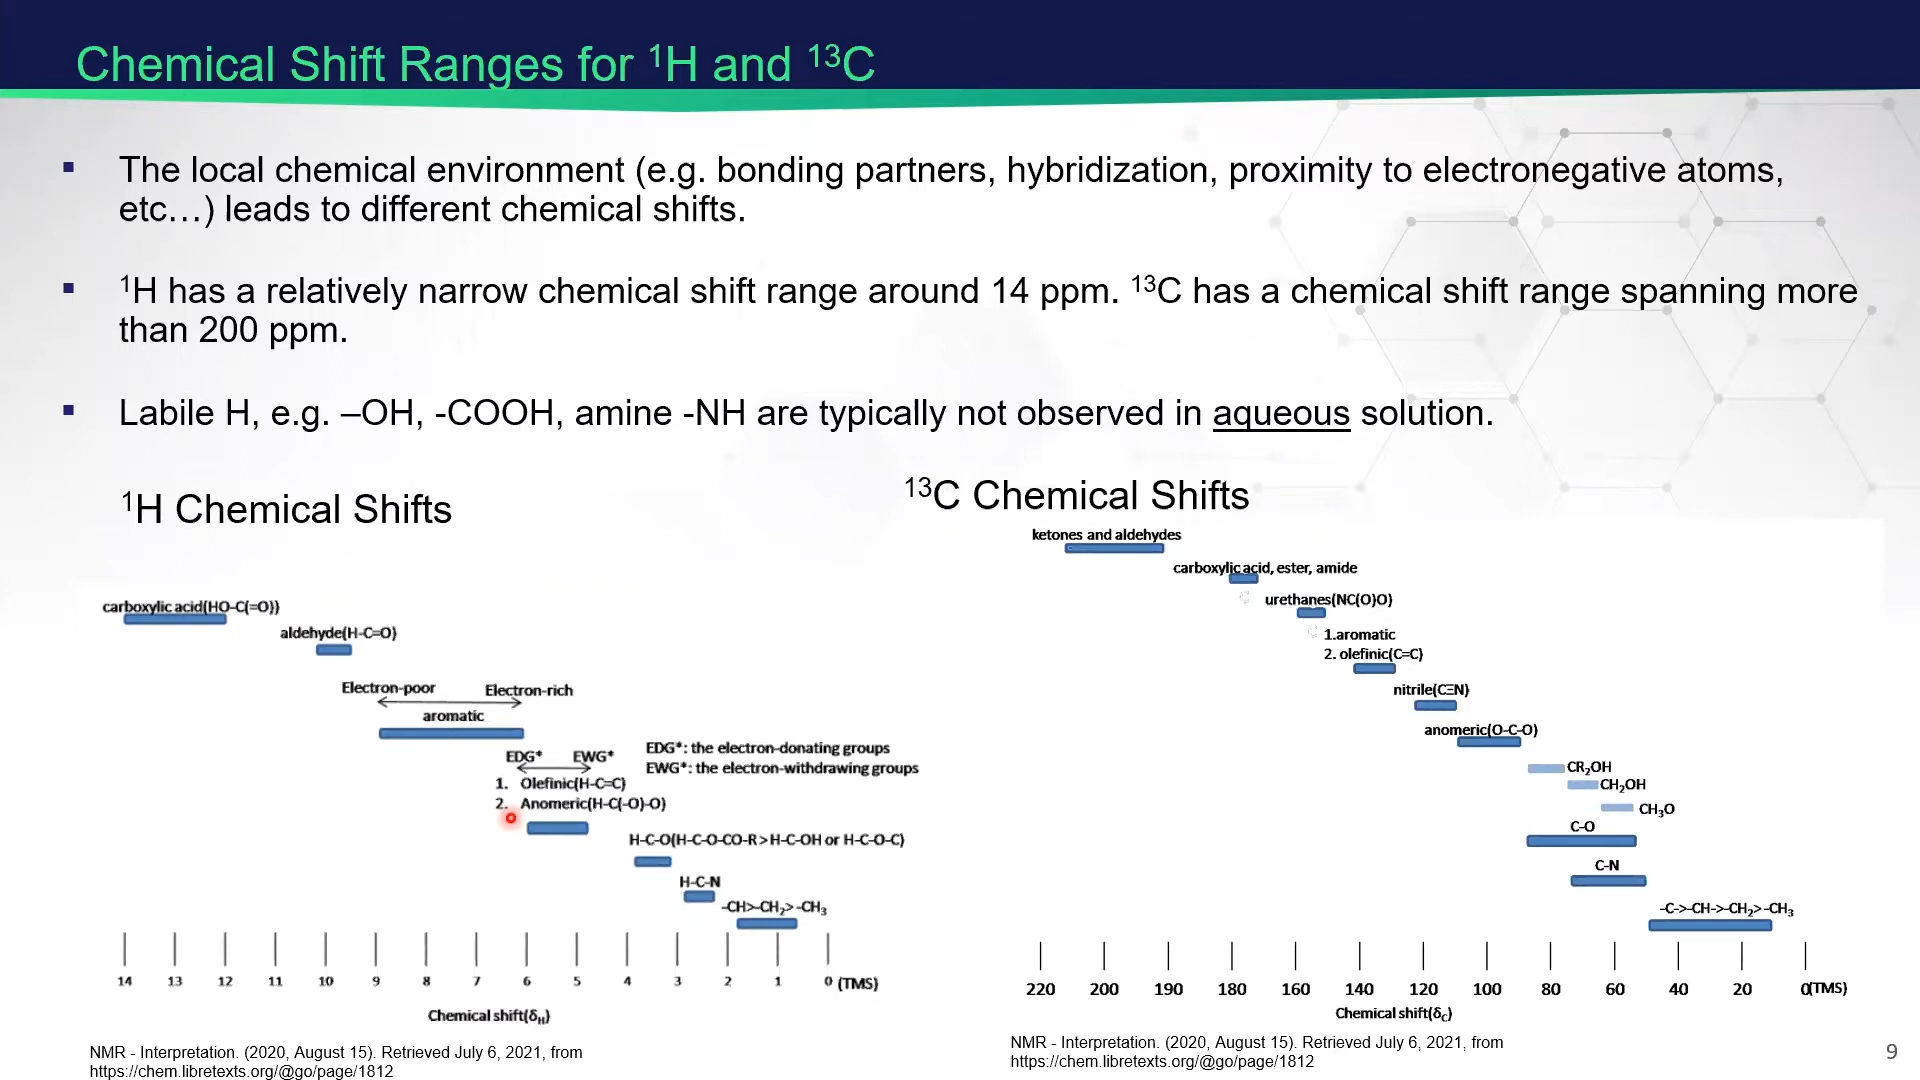 Chemical Shift Ranges for ¹H and ¹³C
▪ The local chemical environment (e.g. bonding partners, hybridization, proximity to electronegative atoms,
etc…) leads to different chemical shifts.
▪ ¹H has a relatively narrow chemical shift range around 14 ppm. ¹³C has a chemical shift range spanning more
than 200 ppm.
▪ Labile H, e.g. –OH, -COOH, amine -NH are typically not observed in aqueous solution.
¹H Chemical Shifts
carboxylic acid(HO-C(=O))
aldehyde(H-C=O)
Electron-poor Electron-rich
aromatic
EDG* EWG*
EDG*: the electron-donating groups
EWG*: the electron-withdrawing groups
1. Olefinic(H-C=C)
2. Anomeric(H-C(-O)-O)
H-C-O(H-C-O-CO-R>H-C-OH or H-C-O-C)
H-C-N
-CH>-CH₂>-CH₃
14 13 12 11 10 9 8 7 6 5 4 3 2 1 0 (TMS)
Chemical shift(δH)
NMR - Interpretation. (2020, August 15). Retrieved July 6, 2021, from
https://chem.libretexts.org/@go/page/1812
¹³C Chemical Shifts
ketones and aldehydes
carboxylic acid, ester, amide
C
urethanes(NC(O)O)
C
1.aromatic
2. olefinic(C=C)
nitrile(C≡N)
anomeric(O-C-O)
CR₂OH
CH₂OH
CH₃O
C-O
C-N
-C->-CH->-CH₂>-CH₃
220 200 190 180 160 140 120 100 80 60 40 20 0(TMS)
Chemical shift(δC)
NMR - Interpretation. (2020, August 15). Retrieved July 6, 2021, from
https://chem.libretexts.org/@go/page/1812
9